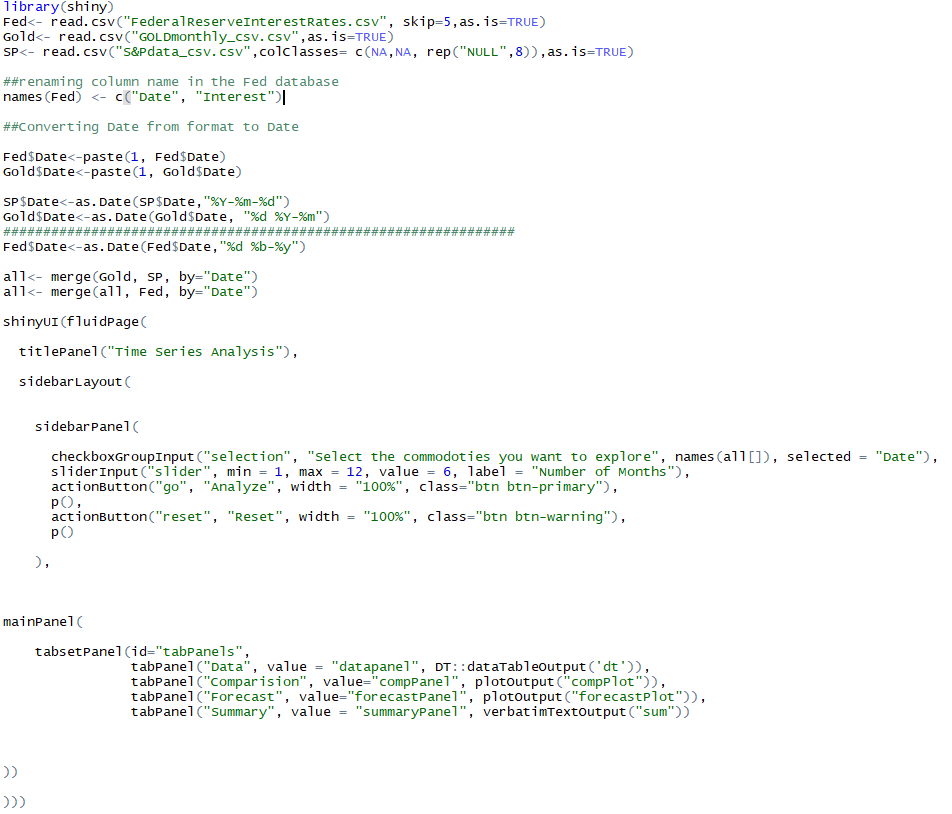 library(shiny)
Fed<- read.csv("FederalReserveInterestRates.csv", skip=5,as.is=TRUE)
Gold<- read.csv("GOLDmonthly_csv.csv",as.is=TRUE)
SP<- read.csv("S&Pdata_csv.csv",colClasses= c(NA,NA, rep("NULL",8)),as.is=TRUE)
##renaming column name in the Fed database
names(Fed) <- c("Date", "Interest")
##Converting Date from format to Date
Fed$Date<-paste(1, Fed$Date)
Gold$Date<-paste(1, Gold$Date)
SP$Date<-as.Date(SP$Date,"%Y-%m-%d")
Gold$Date<-as.Date(Gold$Date, "%d %Y-%m")
################################################################
Fed$Date<-as.Date(Fed$Date,"%d %b-%y")
all<- merge(Gold, SP, by="Date")
all<- merge(all, Fed, by="Date")
shinyUI(fluidPage(
titlePanel("Time Series Analysis"),
sidebarLayout(
sidebarPanel(
checkboxGroupInput("selection", "Select the commodoties you want to explore", names(all[]), selected = "Date"),
sliderInput("slider", min = 1, max = 12, value = 6, label = "Number of Months"),
actionButton("go", "Analyze", width = "100%", class="btn btn-primary"),
p(),
actionButton("reset", "Reset", width = "100%", class="btn btn-warning"),
p()
),
mainPanel(
tabsetPanel(id="tabPanels",
tabPanel("Data", value = "datapanel", DT::dataTableOutput('dt')),
tabPanel("Comparision", value="compPanel", plotOutput("compPlot")),
tabPanel("Forecast", value="forecastPanel", plotOutput("forecastPlot")),
tabPanel("Summary", value = "summaryPanel", verbatimTextOutput("sum"))
))
)))